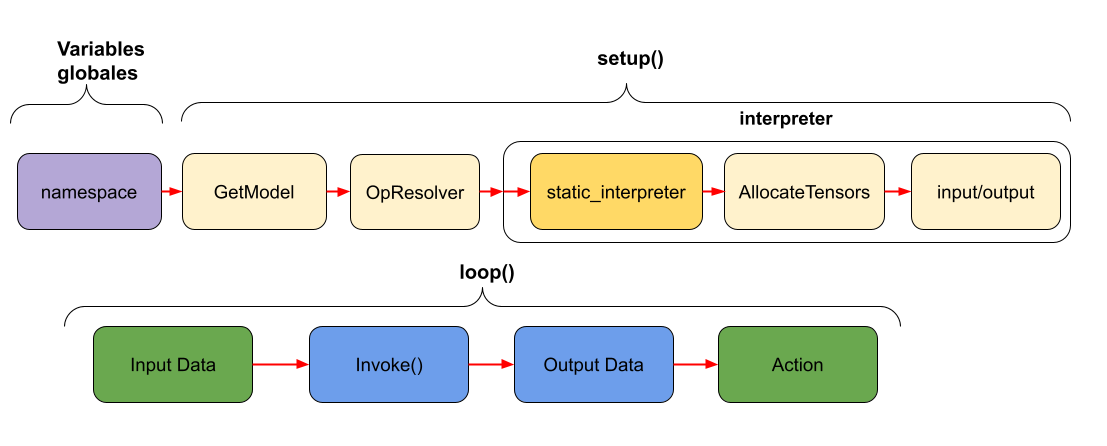 Variables
globales
setup()
interpreter
namespace
GetModel
OpResolver
static_interpreter
AllocateTensors
input/output
loop()
Input Data
Invoke()
Output Data
Action